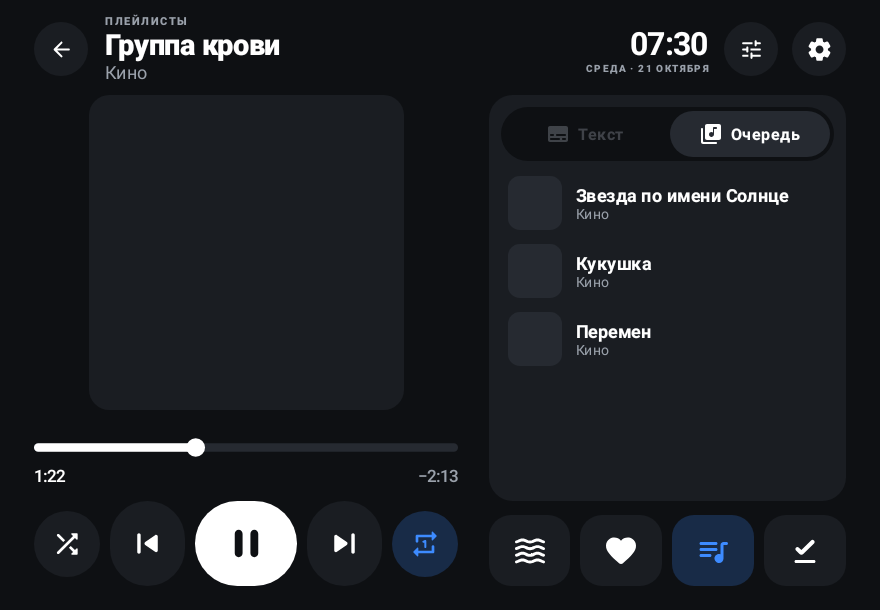 ПЛЕЙЛИСТЫ
Группа крови
Кино
07:30
СРЕДА · 21 ОКТЯБРЯ
Текст
Очередь
Звезда по имени Солнце
Кино
Кукушка
Кино
Перемен
Кино
1:22
−2:13
1